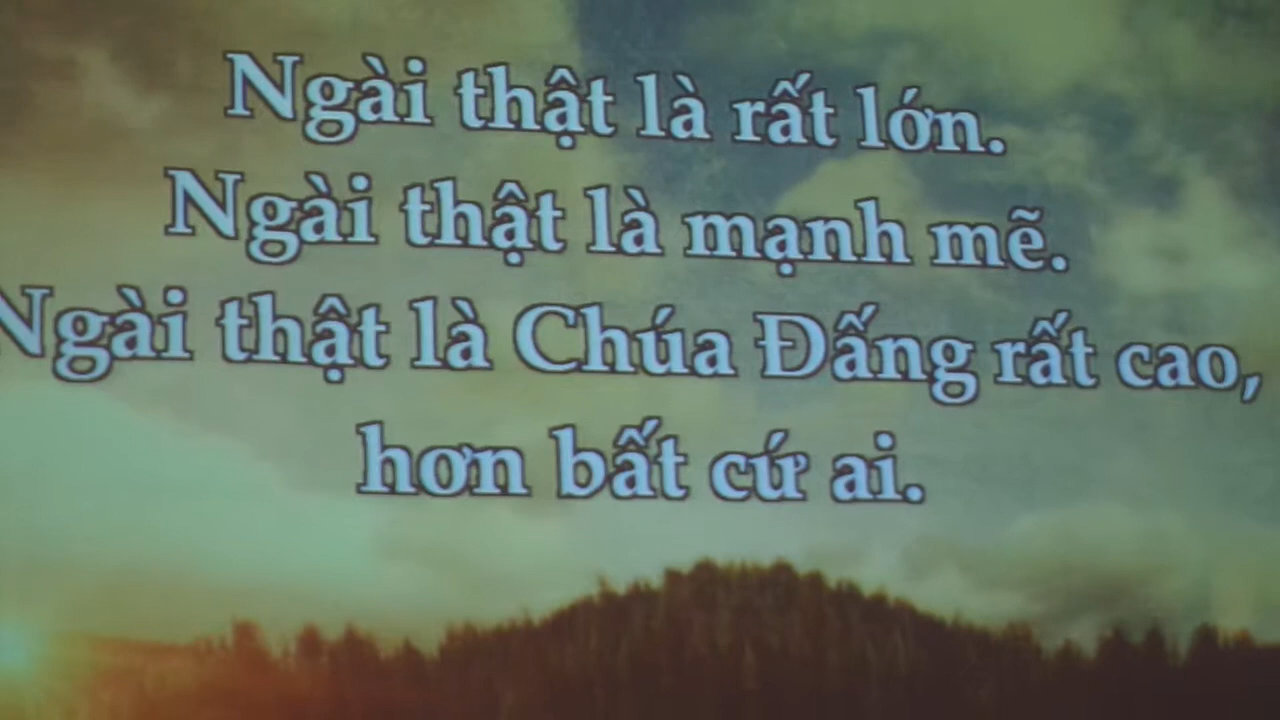 Ngài thật là rất lớn.
Ngài thật là mạnh mẽ.
Ngài thật là Chúa Đấng rất cao,
hơn bất cứ ai.